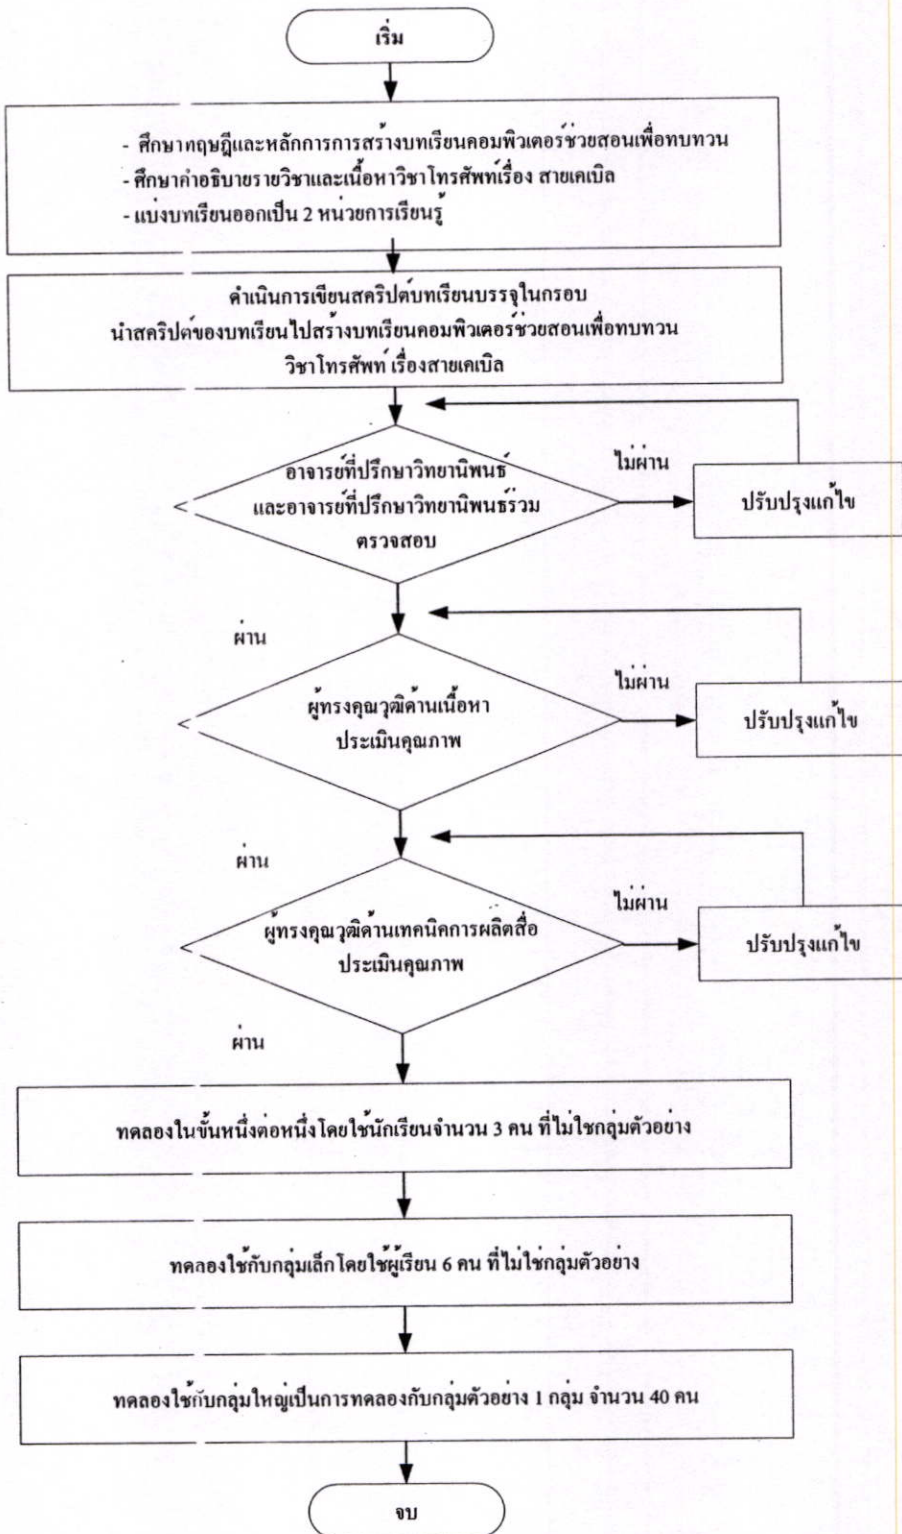 เริ่ม
- ศึกษาทฤษฎีและหลักการการสร้างบทเรียนคอมพิวเตอร์ช่วยสอนเพื่อทบทวน
- ศึกษาคำอธิบายรายวิชาและเนื้อหาวิชาโทรศัพท์เรื่อง สายเคเบิล
- แบ่งบทเรียนออกเป็น 2 หน่วยการเรียนรู้
ดำเนินการเขียนสคริปต์บทเรียนบรรจุในกรอบ
นำสคริปต์ของบทเรียนไปสร้างบทเรียนคอมพิวเตอร์ช่วยสอนเพื่อทบทวน
วิชาโทรศัพท์ เรื่องสายเคเบิล
อาจารย์ที่ปรึกษาวิทยานิพนธ์
และอาจารย์ที่ปรึกษาวิทยานิพนธ์ร่วม
ตรวจสอบ
ไม่ผ่าน
ปรับปรุงแก้ไข
ผ่าน
ผู้ทรงคุณวุฒิด้านเนื้อหา
ประเมินคุณภาพ
ไม่ผ่าน
ปรับปรุงแก้ไข
ผ่าน
ผู้ทรงคุณวุฒิด้านเทคนิคการผลิตสื่อ
ประเมินคุณภาพ
ไม่ผ่าน
ปรับปรุงแก้ไข
ผ่าน
ทดลองในขั้นหนึ่งต่อหนึ่งโดยใช้นักเรียนจำนวน 3 คน ที่ไม่ใช่กลุ่มตัวอย่าง
ทดลองใช้กับกลุ่มเล็กโดยใช้ผู้เรียน 6 คน ที่ไม่ใช่กลุ่มตัวอย่าง
ทดลองใช้กับกลุ่มใหญ่เป็นการทดลองกับกลุ่มตัวอย่าง 1 กลุ่ม จำนวน 40 คน
จบ